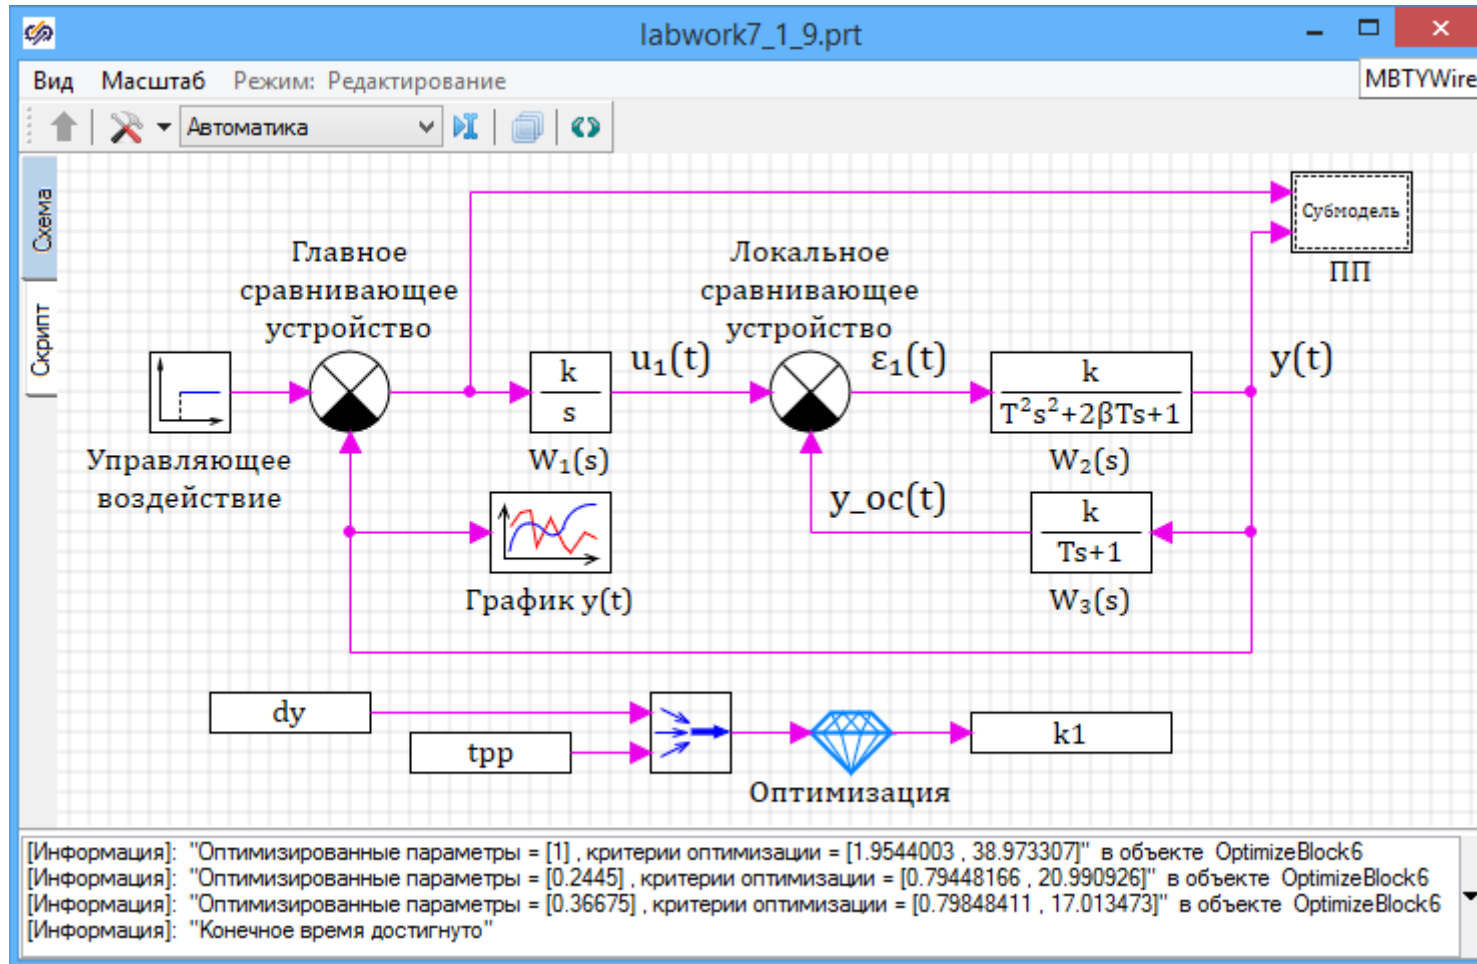 labwork7_1_9.prt
Вид Масштаб Режим: Редактирование
MBTYWire
Автоматика
Схема
Скрипт
Субмодель
ПП
Главное
сравнивающее
устройство
Локальное
сравнивающее
устройство
u₁(t)
ε₁(t)
y(t)
k
s
W₁(s)
k
T²s²+2βTs+1
W₂(s)
Управляющее
воздействие
y_oc(t)
k
Ts+1
W₃(s)
График y(t)
dy
tpp
k1
Оптимизация
[Информация]: "Оптимизированные параметры = [1] , критерии оптимизации = [1.9544003 , 38.973307]" в объекте OptimizeBlock6
[Информация]: "Оптимизированные параметры = [0.2445] , критерии оптимизации = [0.79448166 , 20.990926]" в объекте OptimizeBlock6
[Информация]: "Оптимизированные параметры = [0.36675] , критерии оптимизации = [0.79848411 , 17.013473]" в объекте OptimizeBlock6
[Информация]: "Конечное время достигнуто"